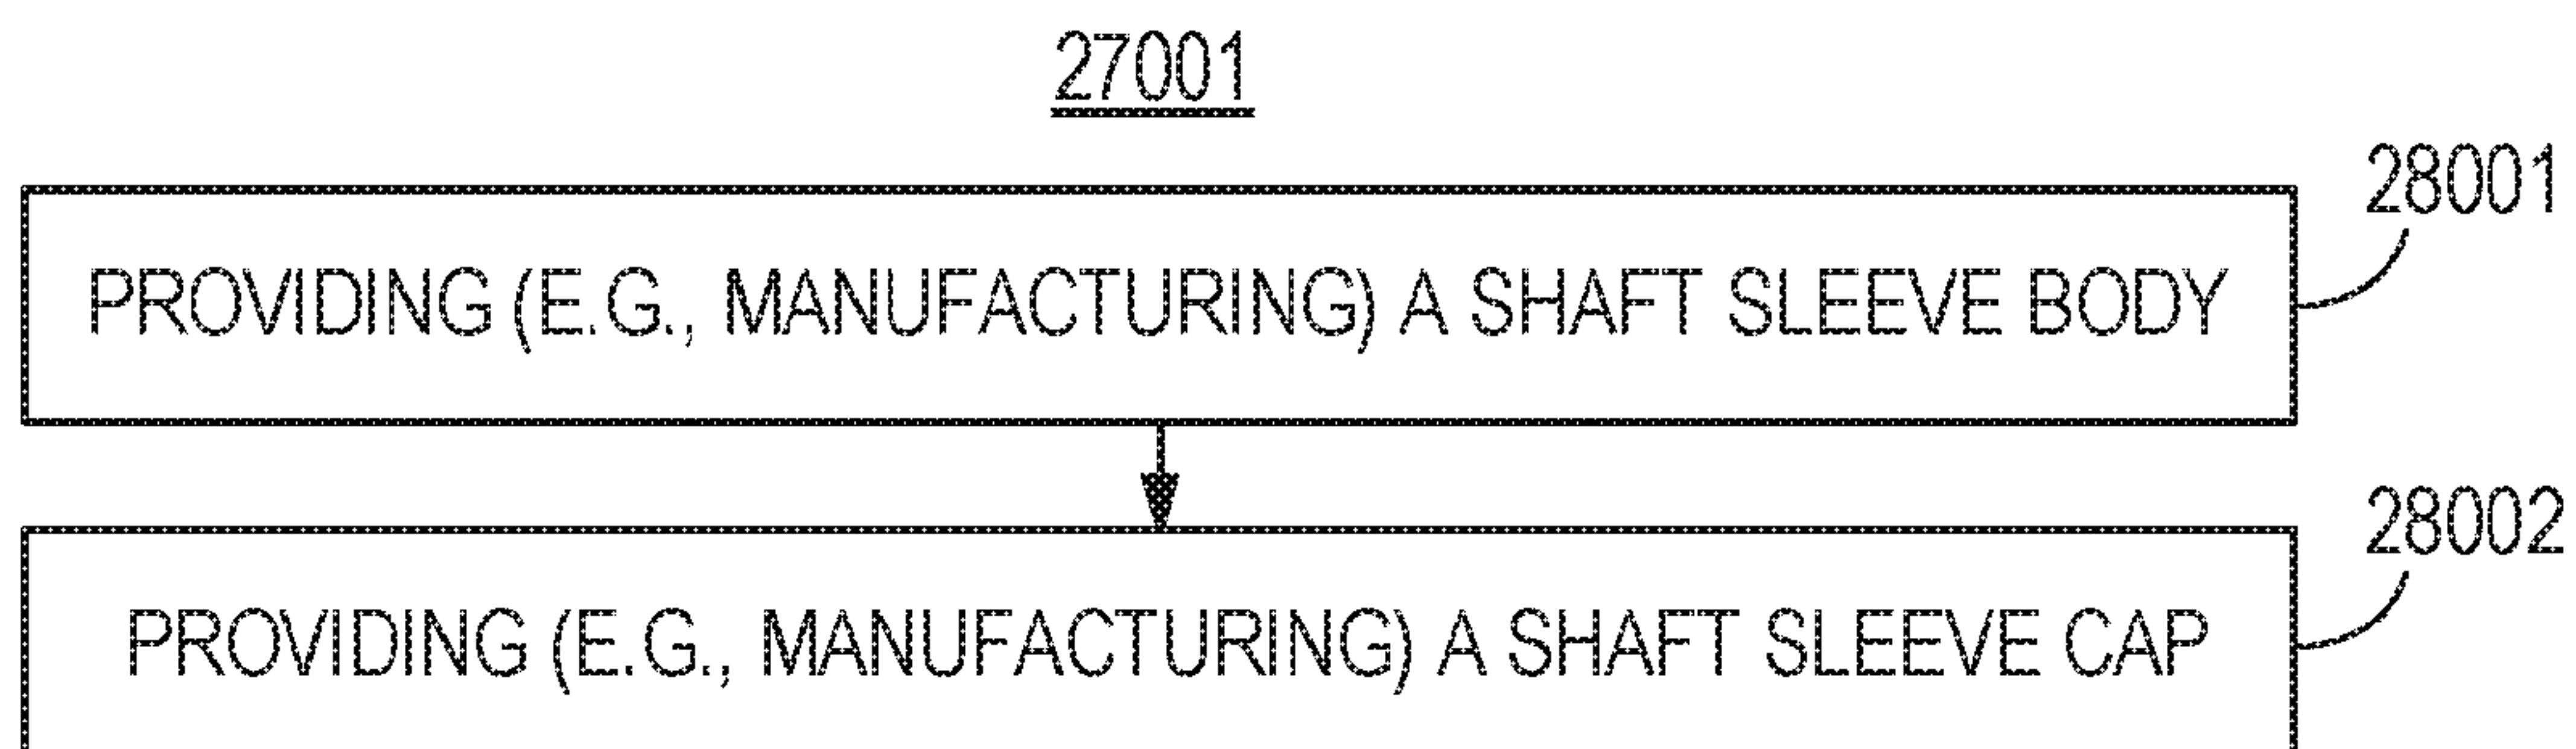 27001
28001
PROVIDING (E.G., MANUFACTURING) A SHAFT SLEEVE BODY
28002
PROVIDING (E.G., MANUFACTURING) A SHAFT SLEEVE CAP